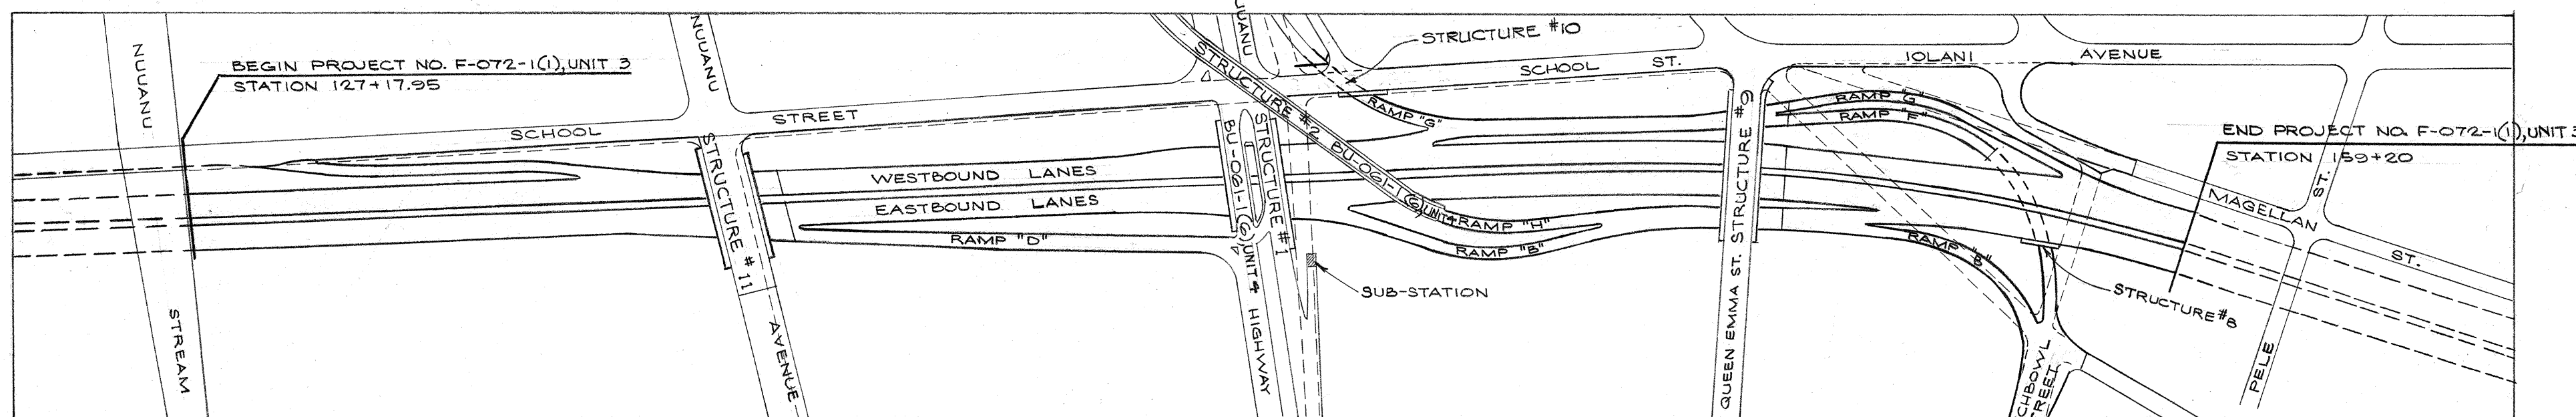 NUUANU
STREAM
BEGIN PROJECT NO. F-072-1(1), UNIT 3
STATION 127+17.95
SCHOOL
STREET
NUUANU
AVENUE
STRUCTURE #11
WESTBOUND LANES
EASTBOUND LANES
RAMP "D"
BU-061-1(6)UNIT 4
HIGHWAY
STRUCTURE #1
STRUCTURE #2 BU-061-1(6)UNIT 4
STRUCTURE #10
SCHOOL ST.
RAMP "G"
RAMP "H"
RAMP "B"
SUB-STATION
QUEEN EMMA ST. STRUCTURE #9
IOLANI AVENUE
RAMP "G"
RAMP "F"
RAMP "B"
STRUCTURE #8
END PROJECT NO. F-072-1(1), UNIT 3
STATION 159+20
MAGELLAN
ST.
PELE
ST.